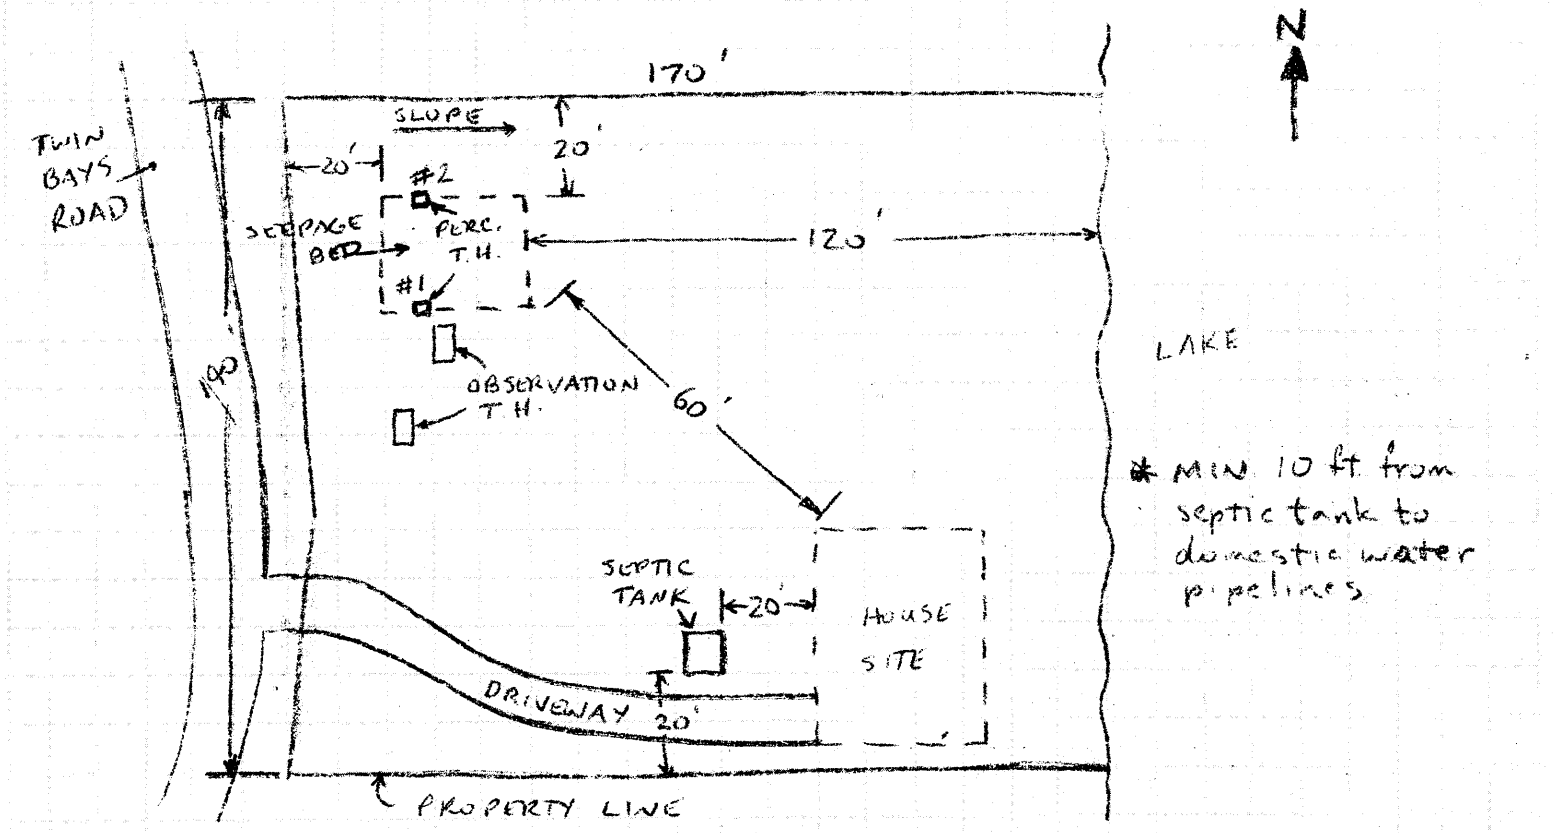 N
170'
SLOPE
20'
20'
TWIN
BAYS
ROAD
#2
SEEPAGE
BED
PERC.
T.H.
120'
#1
LAKE
OBSERVATION
T.H.
60'
* MIN 10 ft from
septic tank to
domestic water
pipelines
SEPTIC
TANK
20'
HOUSE
SITE
DRIVEWAY
20'
PROPERTY LINE